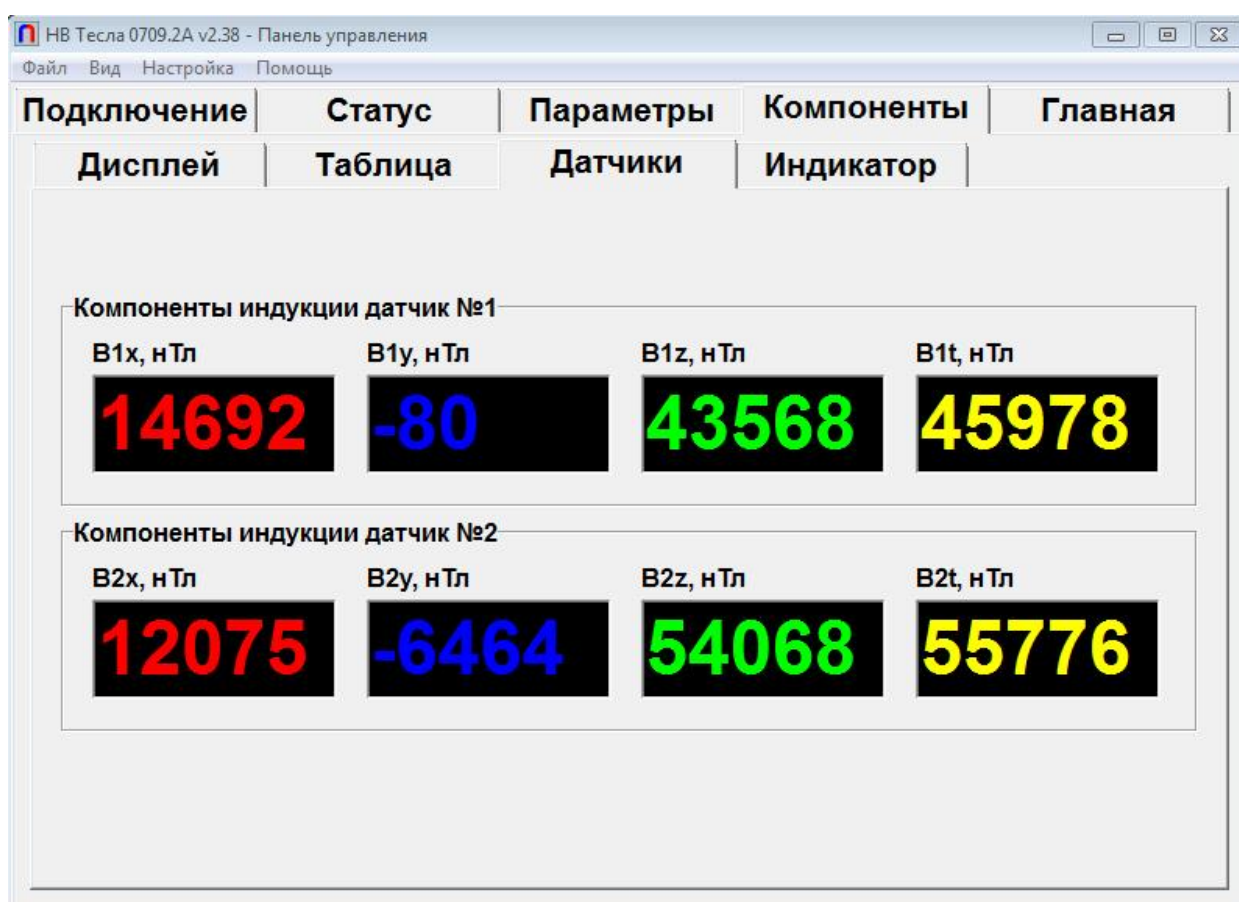 НВ Тесла 0709.2А v2.38 - Панель управления
Файл Вид Настройка Помощь
Подключение Статус Параметры Компоненты Главная
Дисплей Таблица Датчики Индикатор
Компоненты индукции датчик №1
B1x, нТл B1y, нТл B1z, нТл B1t, нТл
14692 -80 43568 45978
Компоненты индукции датчик №2
B2x, нТл B2y, нТл B2z, нТл B2t, нТл
12075 -6464 54068 55776